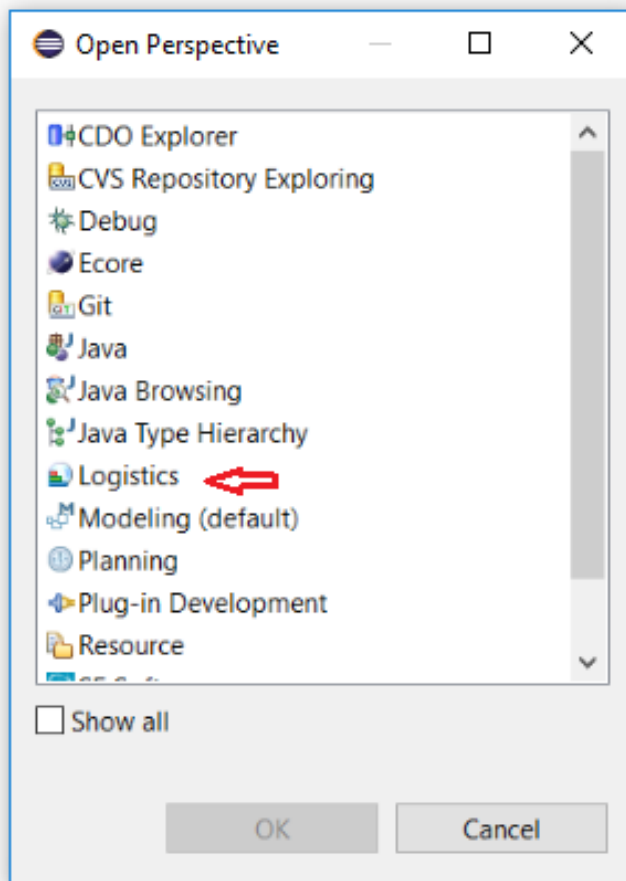 Open Perspective
CDO Explorer
CVS Repository Exploring
Debug
Ecore
Git
Java
Java Browsing
Java Type Hierarchy
Logistics
Modeling (default)
Planning
Plug-in Development
Resource
Show all
OK
Cancel